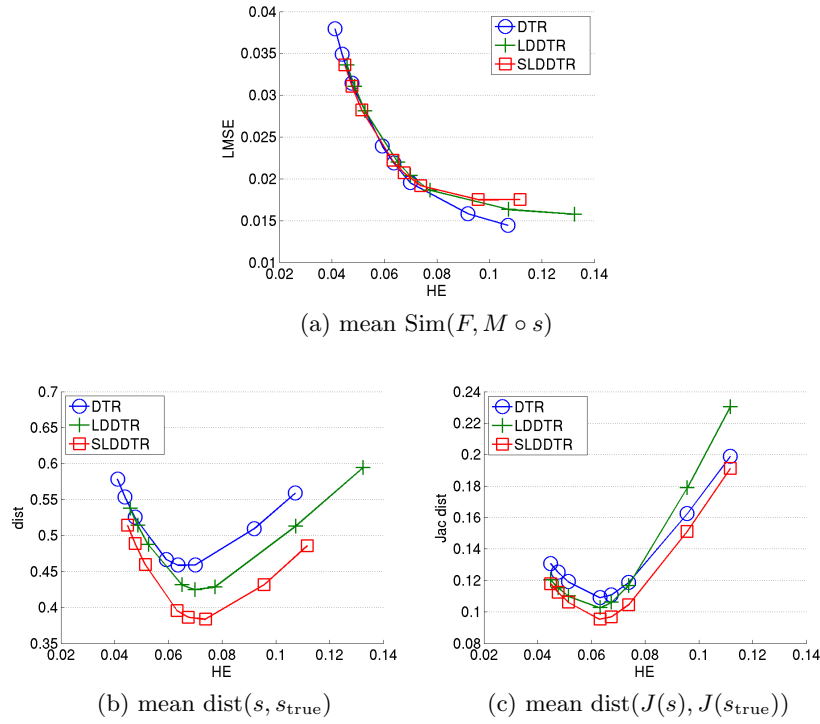 0.04
0.035
0.03
0.025
0.02
0.015
0.01
LMSE
DTR
LDDTR
SLDDTR
0.02 0.04 0.06 0.08 0.1 0.12 0.14
HE
(a) mean Sim(F, M ∘ s)
0.7
0.6
0.55
0.5
0.45
0.4
0.35
dist
DTR
LDDTR
SLDDTR
0.02 0.04 0.06 0.08 0.1 0.12 0.14
HE
(b) mean dist(s, s_true)
0.24
0.22
0.2
0.18
0.16
0.14
0.12
0.1
0.08
Jac dist
DTR
LDDTR
SLDDTR
0.02 0.04 0.06 0.08 0.1 0.12 0.14
HE
(c) mean dist(J(s), J(s_true))